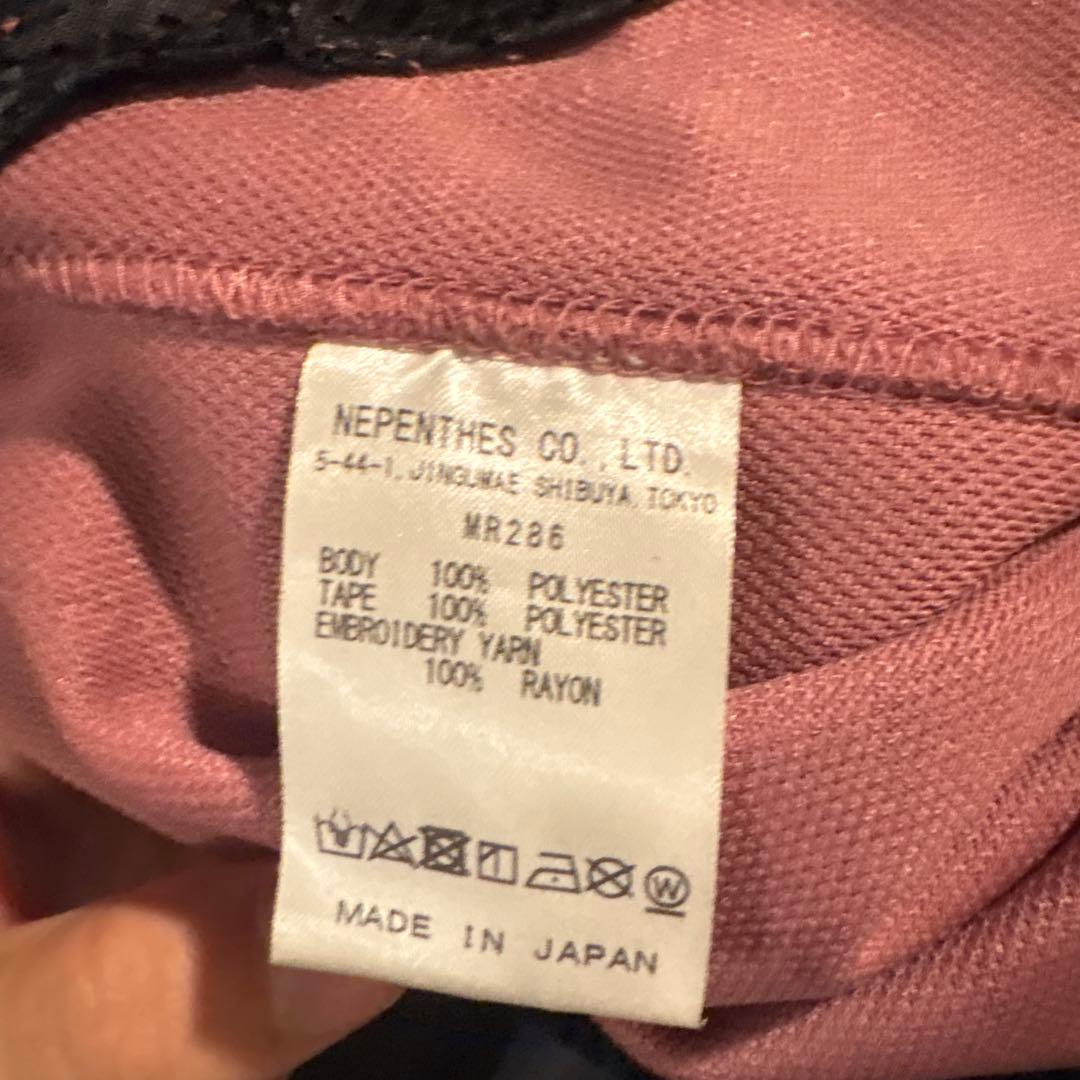 NEPENTHES CO.,LTD.
5-44-1,JINGUMAE SHIBUYA,TOKYO
MR286
BODY 100% POLYESTER
TAPE 100% POLYESTER
EMBROIDERY YARN
100% RAYON
W
MADE IN JAPAN